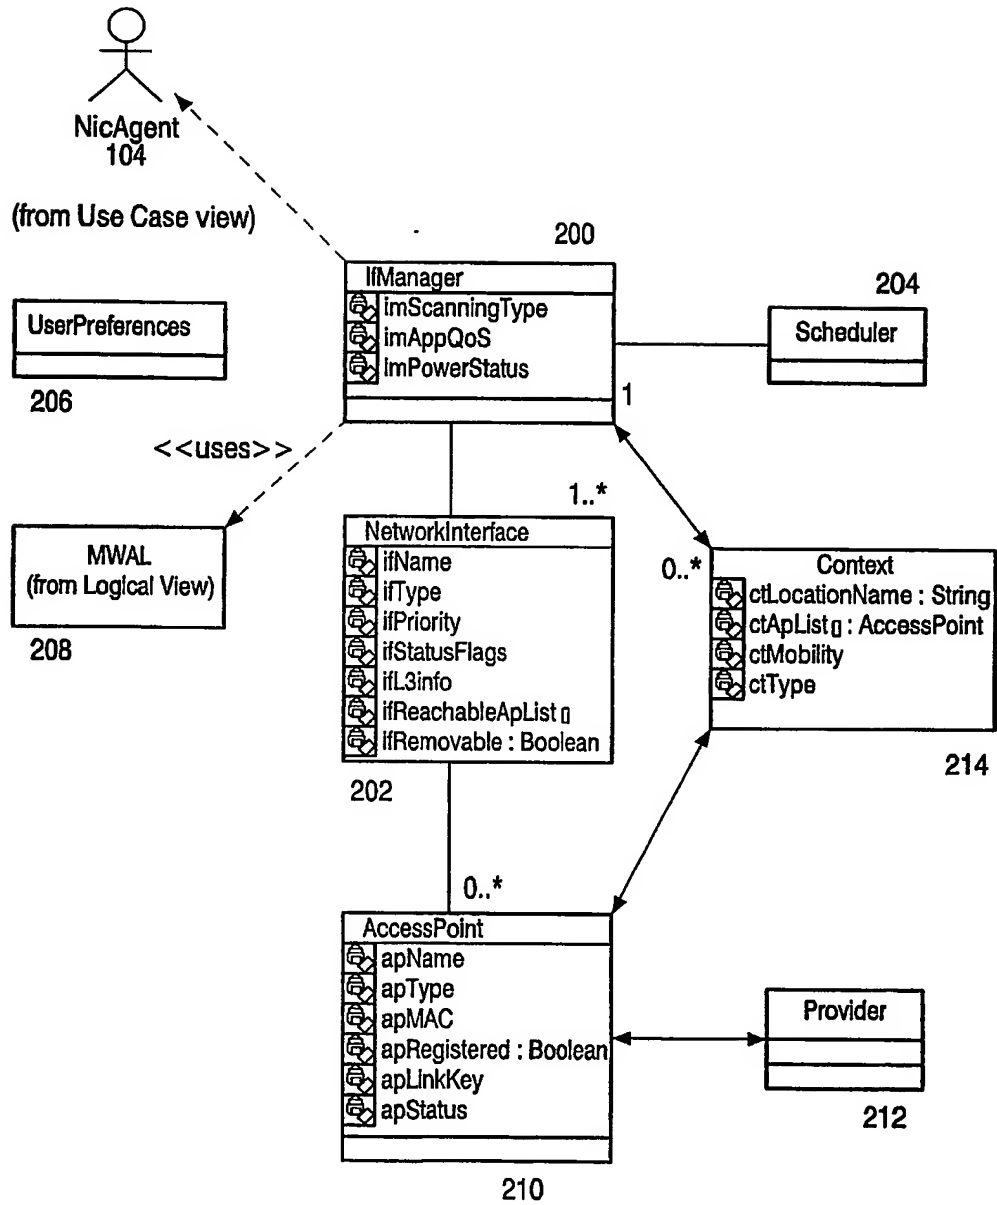 NicAgent
104
(from Use Case view)
200
IfManager
imScanningType
imAppQoS
imPowerStatus
204
Scheduler
UserPreferences
206
1
<<uses>>
1..*
NetworkInterface
ifName
ifType
ifPriority
ifStatusFlags
ifL3info
ifReachableApList[]
ifRemovable : Boolean
202
MWAL
(from Logical View)
208
0..*
Context
ctLocationName : String
ctApList[] : AccessPoint
ctMobility
ctType
214
0..*
AccessPoint
apName
apType
apMAC
apRegistered : Boolean
apLinkKey
apStatus
210
Provider
212